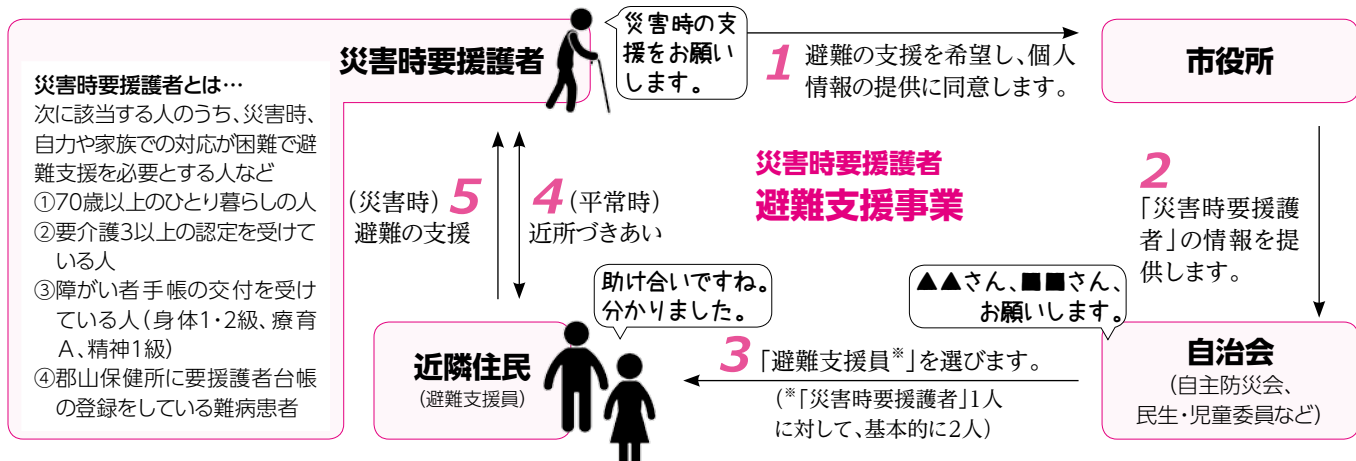 災害時要援護者
災害時要援護者とは…
次に該当する人のうち、災害時、
自力や家族での対応が困難で避
難支援を必要とする人など
①70歳以上のひとり暮らしの人
②要介護3以上の認定を受けて
いる人
③障がい者手帳の交付を受け
ている人(身体1・2級、療育
A、精神1級)
④郡山保健所に要援護者台帳
の登録をしている難病患者
災害時の支
援をお願い
します。
1 避難の支援を希望し、個人
情報の提供に同意します。
市役所
災害時要援護者
避難支援事業
2
「災害時要援護
者」の情報を提
供します。
▲▲さん、■■さん、
お願いします。
自治会
(自主防災会、
民生・児童委員など)
3 「避難支援員※」を選びます。
(※「災害時要援護者」1人
に対して、基本的に2人)
助け合いですね。
分かりました。
近隣住民
(避難支援員)
4 (平常時)
近所づきあい
(災害時) 5
避難の支援